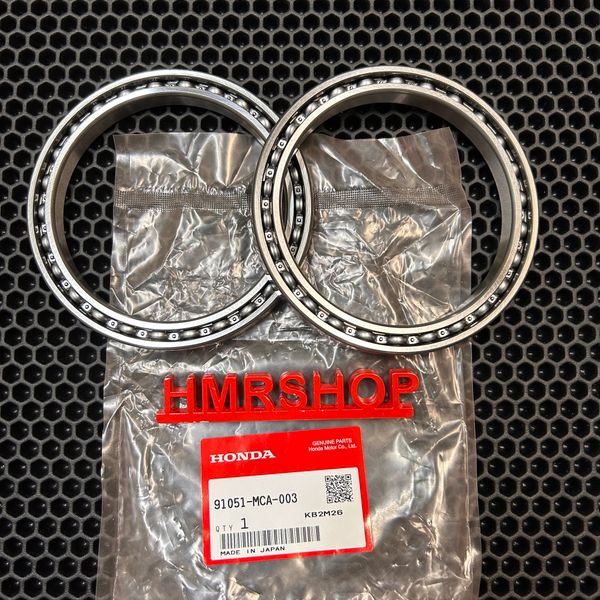 HMRSHOP
HONDA
GENUINE PARTS
Honda Motor Co., Ltd.
91051-MCA-003
KB2M26
QTY 1
MADE IN JAPAN